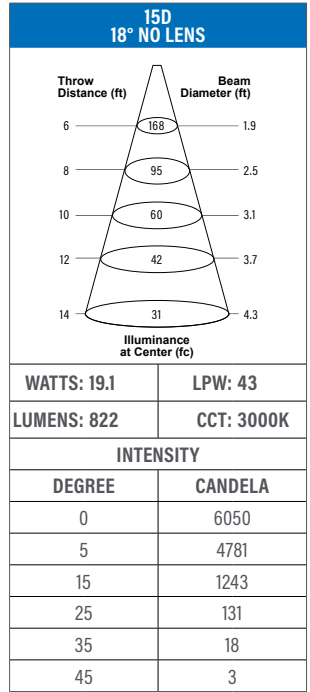 15D
18° NO LENS
Throw Distance (ft)
Beam Diameter (ft)
6 168 1.9
8 95 2.5
10 60 3.1
12 42 3.7
14 31 4.3
Illuminance
at Center (fc)
WATTS: 19.1 LPW: 43
LUMENS: 822 CCT: 3000K
INTENSITY
DEGREE CANDELA
0 6050
5 4781
15 1243
25 131
35 18
45 3